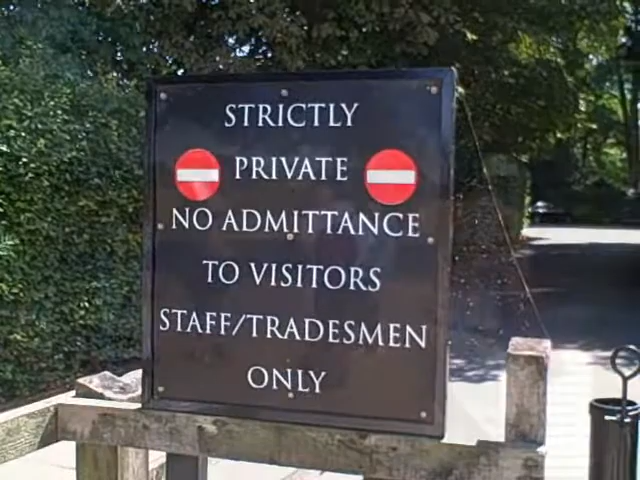 STRICTLY
PRIVATE
NO ADMITTANCE
TO VISITORS
STAFF/TRADESMEN
ONLY